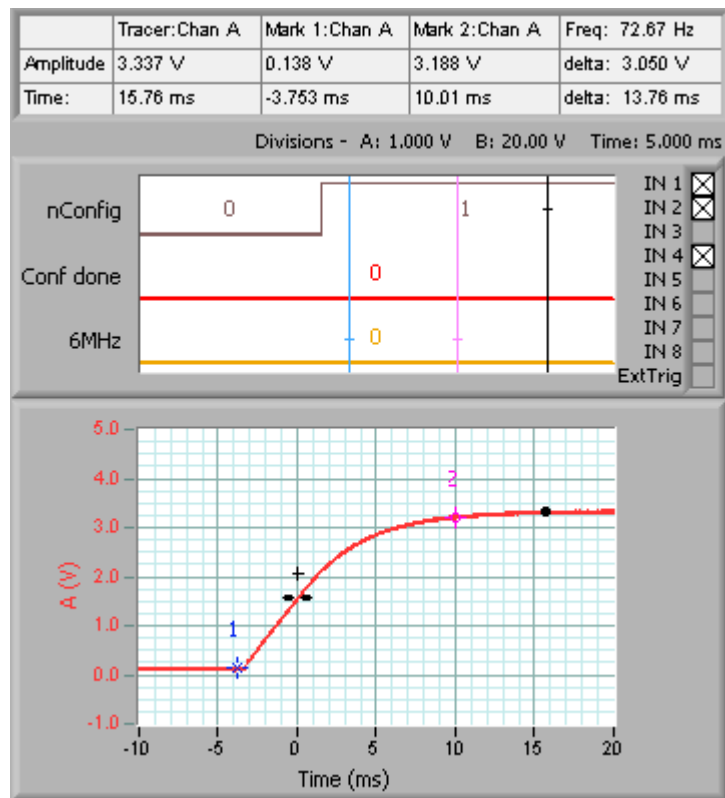 Tracer:Chan A Mark 1:Chan A Mark 2:Chan A Freq: 72.67 Hz
Amplitude 3.337 V 0.138 V 3.188 V delta: 3.050 V
Time: 15.76 ms -3.753 ms 10.01 ms delta: 13.76 ms
Divisions - A: 1.000 V B: 20.00 V Time: 5.000 ms
nConfig 0 1
Conf done 0
6MHz 0
IN 1
IN 2
IN 3
IN 4
IN 5
IN 6
IN 7
IN 8
ExtTrig
A (V)
5.0
4.0
3.0
2.0
1.0
0.0
-1.0
1
2
-10 -5 0 5 10 15 20
Time (ms)